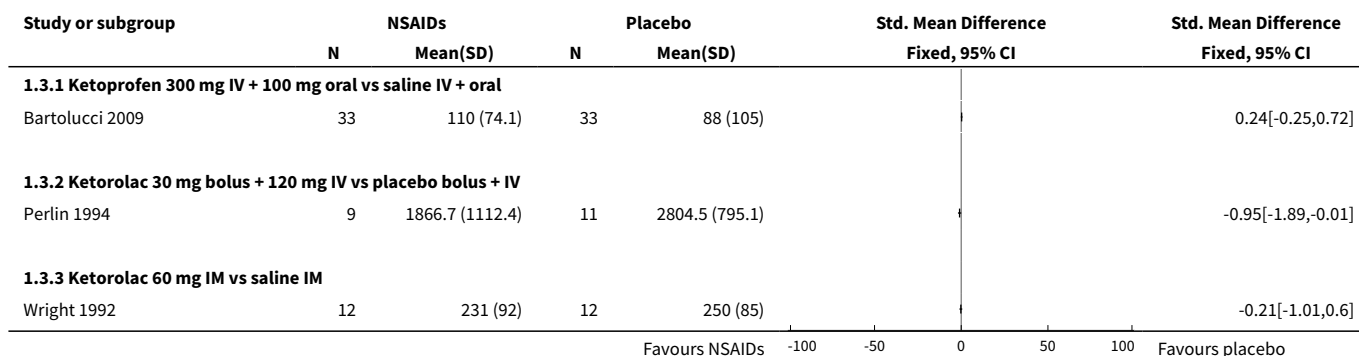 Study or subgroup NSAIDs Placebo Std. Mean Difference Std. Mean Difference
N Mean(SD) N Mean(SD) Fixed, 95% CI Fixed, 95% CI
1.3.1 Ketoprofen 300 mg IV + 100 mg oral vs saline IV + oral
Bartolucci 2009 33 110 (74.1) 33 88 (105) 0.24[-0.25,0.72]
1.3.2 Ketorolac 30 mg bolus + 120 mg IV vs placebo bolus + IV
Perlin 1994 9 1866.7 (1112.4) 11 2804.5 (795.1) -0.95[-1.89,-0.01]
1.3.3 Ketorolac 60 mg IM vs saline IM
Wright 1992 12 231 (92) 12 250 (85) -0.21[-1.01,0.6]
Favours NSAIDs -100 -50 0 50 100 Favours placebo